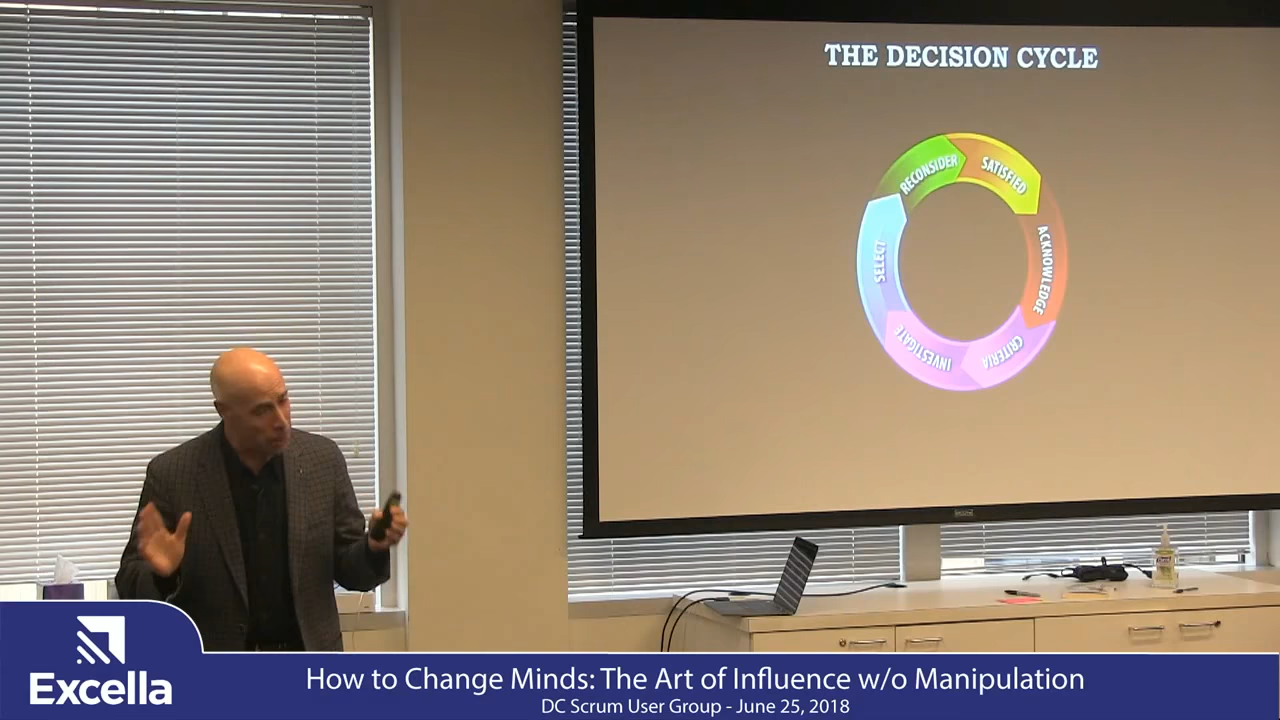 THE DECISION CYCLE
RECONSIDER
SATISFIED
ACKNOWLEDGE
CRITERIA
INVESTIGATE
SELECT
Excella
How to Change Minds: The Art of Influence w/o Manipulation
DC Scrum User Group - June 25, 2018